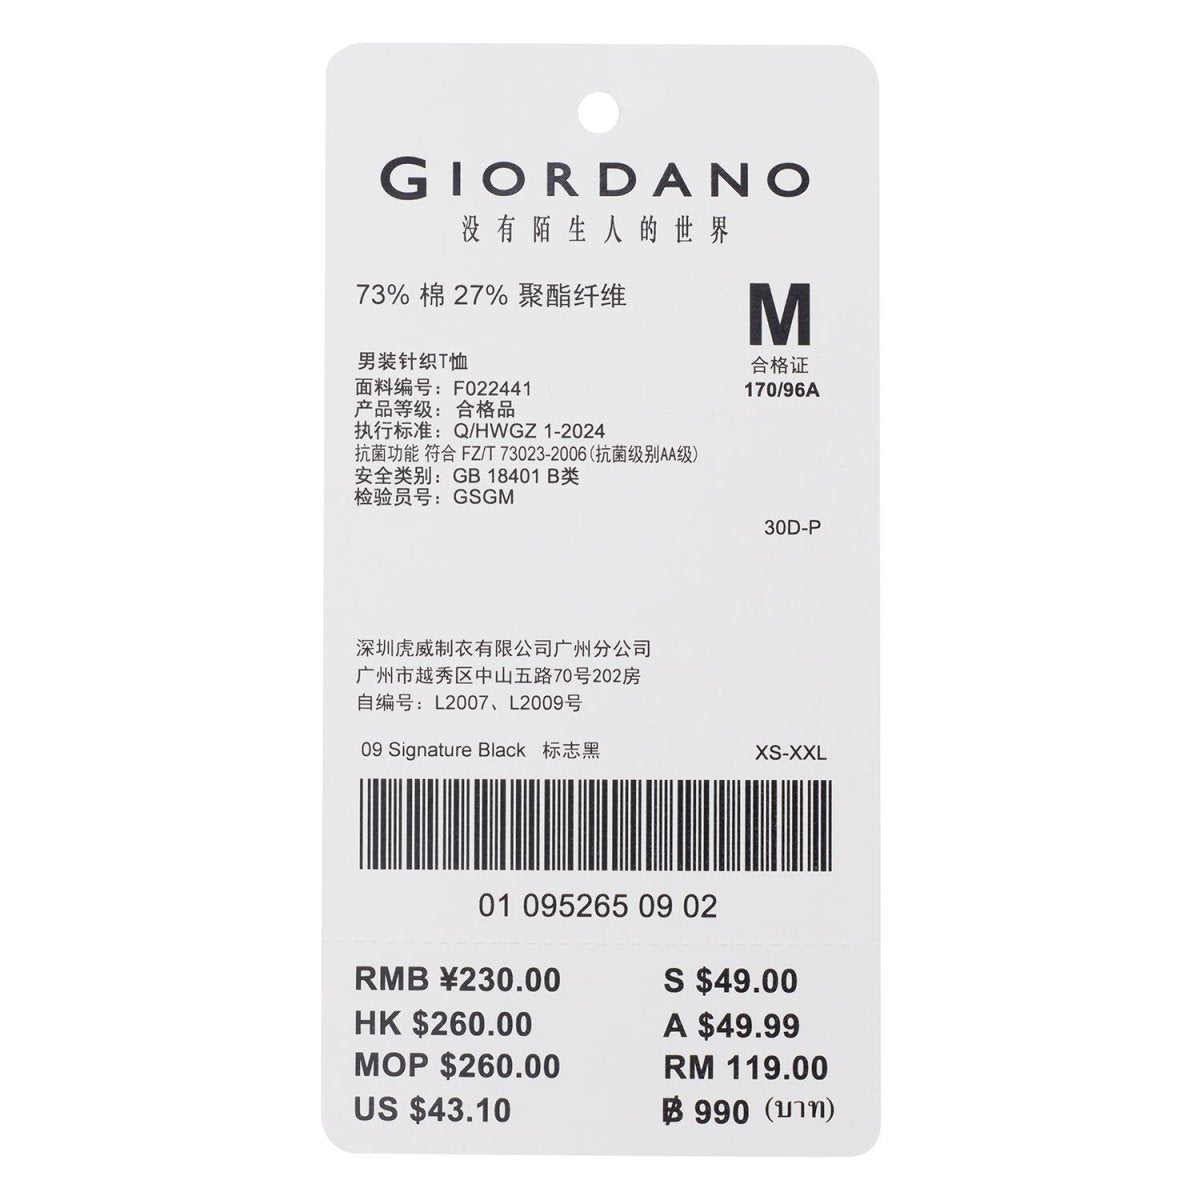 GIORDANO
没有陌生人的世界
73% 棉 27% 聚酯纤维
M
合格证
170/96A
男装针织T恤
面料编号：F022441
产品等级：合格品
执行标准：Q/HWGZ 1-2024
抗菌功能 符合 FZ/T 73023-2006(抗菌级别AA级)
安全类别：GB 18401 B类
检验员号：GSGM
30D-P
深圳虎威制衣有限公司广州分公司
广州市越秀区中山五路70号202房
自编号：L2007、L2009号
09 Signature Black 标志黑 XS-XXL
01 095265 09 02
RMB ¥230.00 S $49.00
HK $260.00 A $49.99
MOP $260.00 RM 119.00
US $43.10 ฿ 990 (บาท)